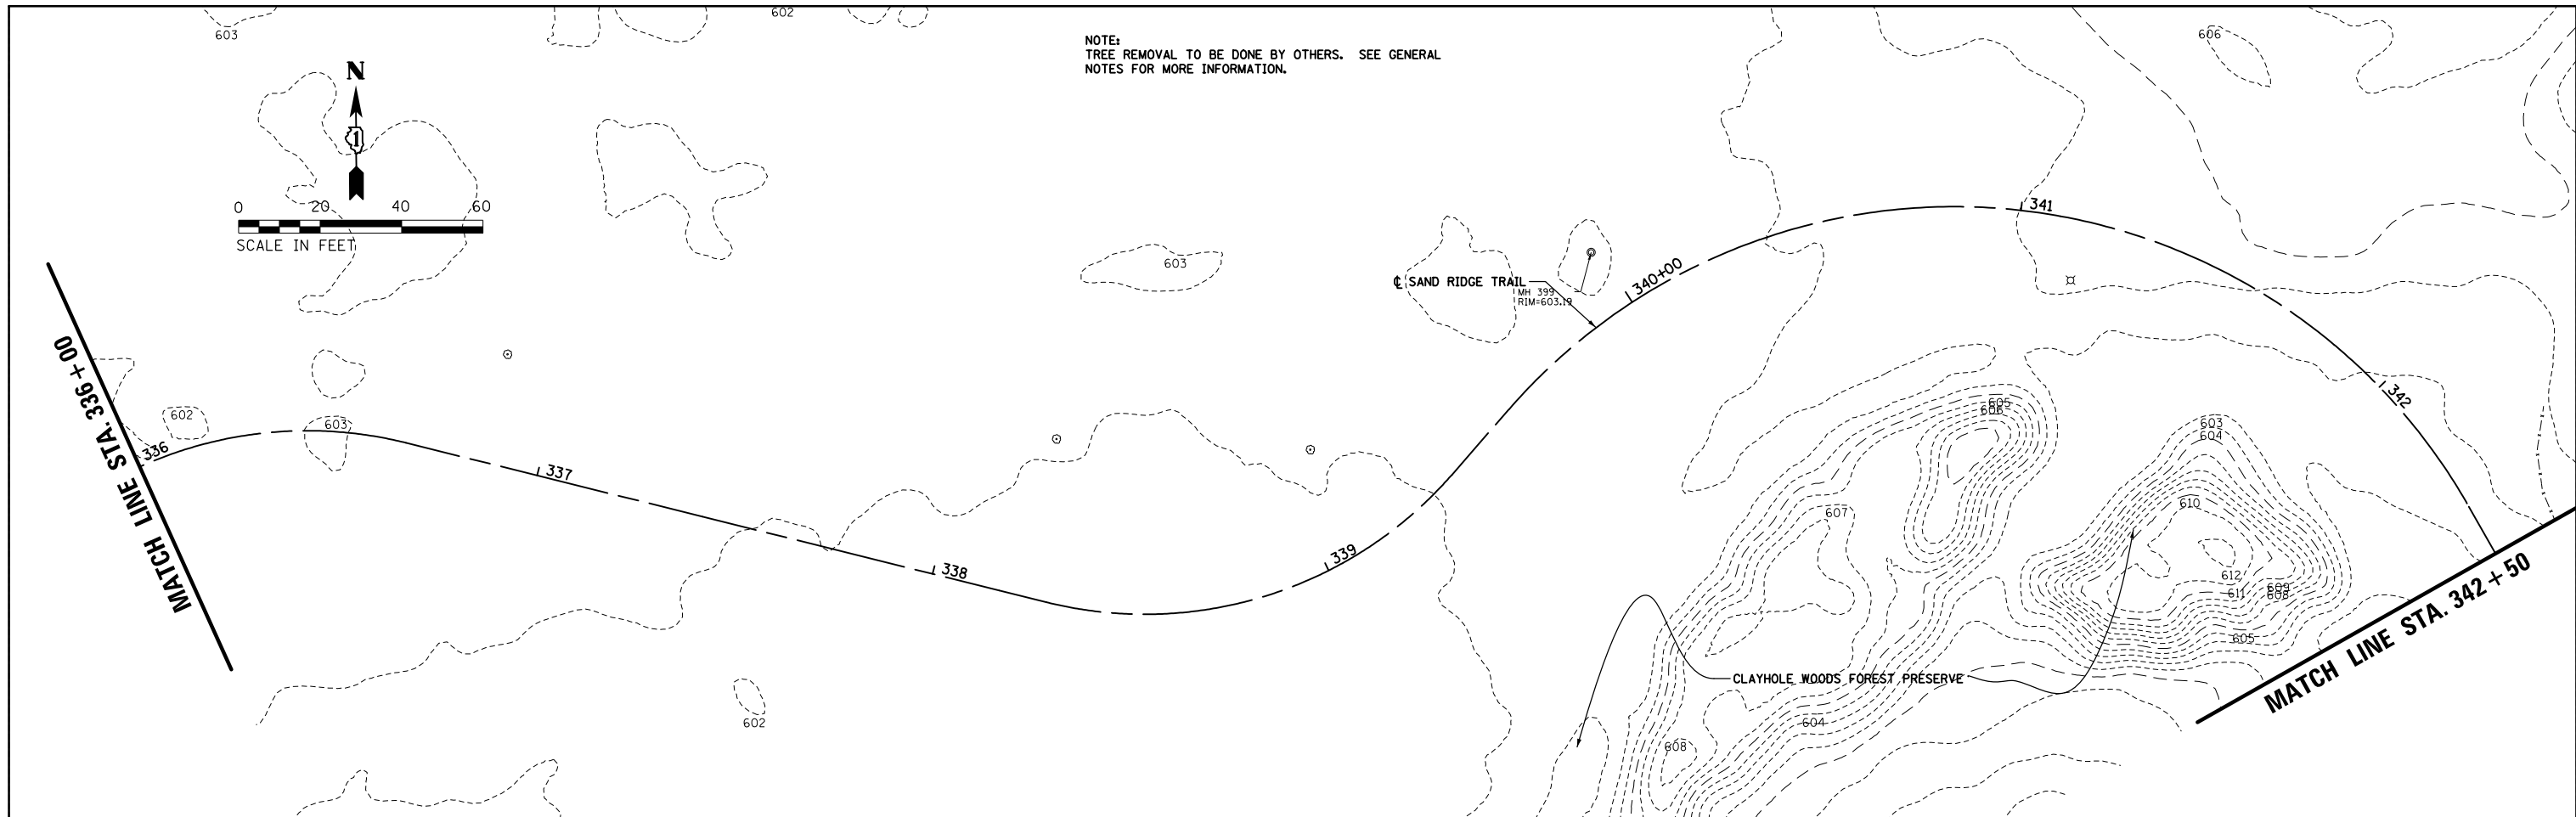 603
602
606
NOTE:
TREE REMOVAL TO BE DONE BY OTHERS. SEE GENERAL
NOTES FOR MORE INFORMATION.
N
1
0 20 40 60
SCALE IN FEET
341
603
340+00
℄ SAND RIDGE TRAIL
MH 399
RIM=603.19
MATCH LINE STA. 336+00
602
603
336
337
338
339
342
605
606
603
604
607
610
612
611
609
608
605
MATCH LINE STA. 342+50
CLAYHOLE WOODS FOREST PRESERVE
602
604
608